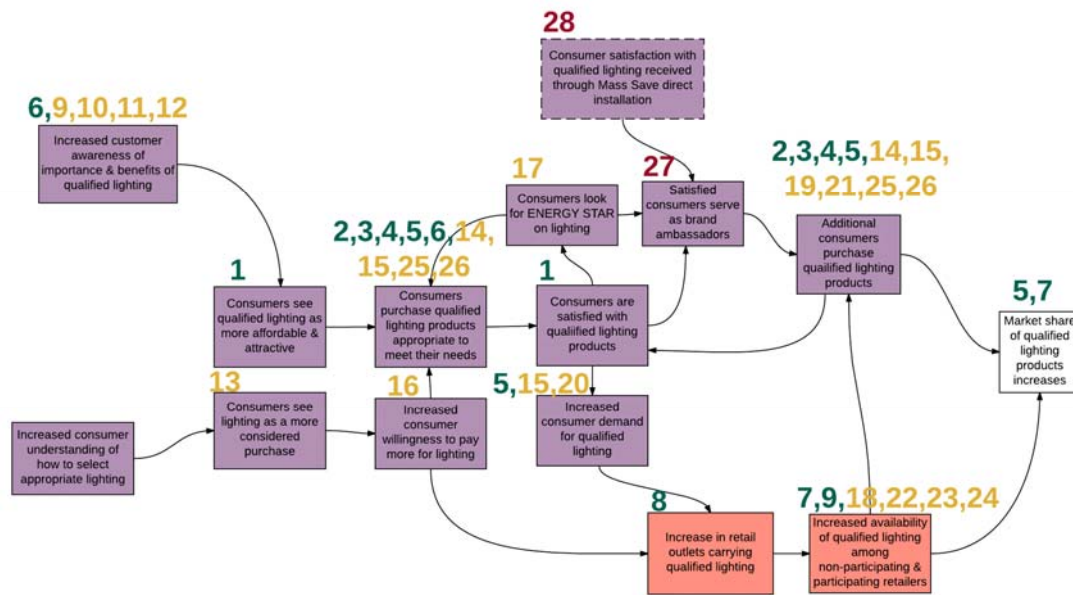 28
Consumer satisfaction with
qualified lighting received
through Mass Save direct
installation
6,9,10,11,12
Increased customer
awareness of
importance & benefits of
qualified lighting
17
Consumers look
for ENERGY STAR
on lighting
27
Satisfied
consumers serve
as brand
ambassadors
2,3,4,5,14,15,
19,21,25,26
Additional
consumers
purchase
quailified lighting
products
1
Consumers see
qualified lighting as
more affordable &
attractive
2,3,4,5,6,14,
15,25,26
Consumers
purchase qualified
lighting products
appropriate to
meet their needs
1
Consumers are
satisfied with
qualiified lighting
products
5,7
Market share
of qualified
lighting
products
increases
Increased consumer
understanding of
how to select
appropriate lighting
13
Consumers see
lighting as a more
considered
purchase
16
Increased
consumer
willingness to pay
more for lighting
5,15,20
Increased
consumer demand
for qualified
lighting
8
Increase in retail
outlets carrying
qualified lighting
7,9,18,22,23,24
Increased availability
of qualified lighting
among
non-participating &
participating retailers